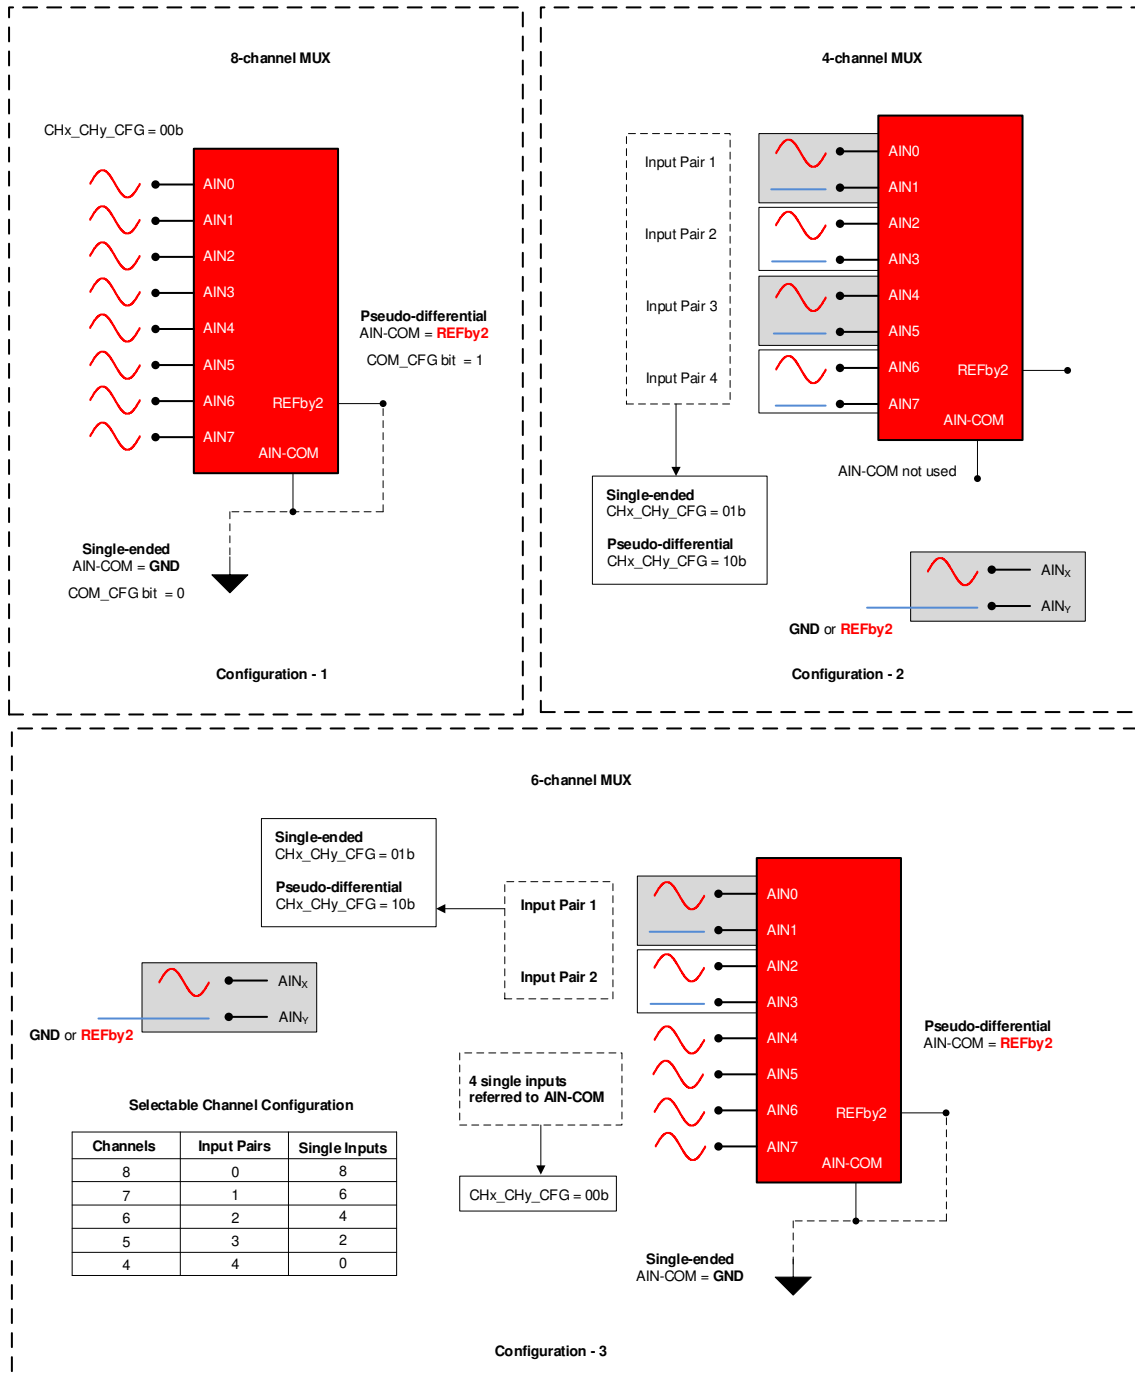 8-channel MUX
CHx_CHy_CFG = 00b
AIN0
AIN1
AIN2
AIN3
AIN4
AIN5
AIN6
AIN7
REFby2
AIN-COM
Pseudo-differential
AIN-COM = REFby2
COM_CFG bit = 1
Single-ended
AIN-COM = GND
COM_CFG bit = 0
Configuration - 1
4-channel MUX
Input Pair 1
Input Pair 2
Input Pair 3
Input Pair 4
AIN0
AIN1
AIN2
AIN3
AIN4
AIN5
AIN6
AIN7
REFby2
AIN-COM
AIN-COM not used
Single-ended
CHx_CHy_CFG = 01b
Pseudo-differential
CHx_CHy_CFG = 10b
AINX
AINY
GND or REFby2
Configuration - 2
6-channel MUX
Single-ended
CHx_CHy_CFG = 01b
Pseudo-differential
CHx_CHy_CFG = 10b
Input Pair 1
Input Pair 2
AINX
AINY
GND or REFby2
4 single inputs
referred to AIN-COM
CHx_CHy_CFG = 00b
AIN0
AIN1
AIN2
AIN3
AIN4
AIN5
AIN6
AIN7
REFby2
AIN-COM
Pseudo-differential
AIN-COM = REFby2
Single-ended
AIN-COM = GND
Selectable Channel Configuration
Channels Input Pairs Single Inputs
8 0 8
7 1 6
6 2 4
5 3 2
4 4 0
Configuration - 3